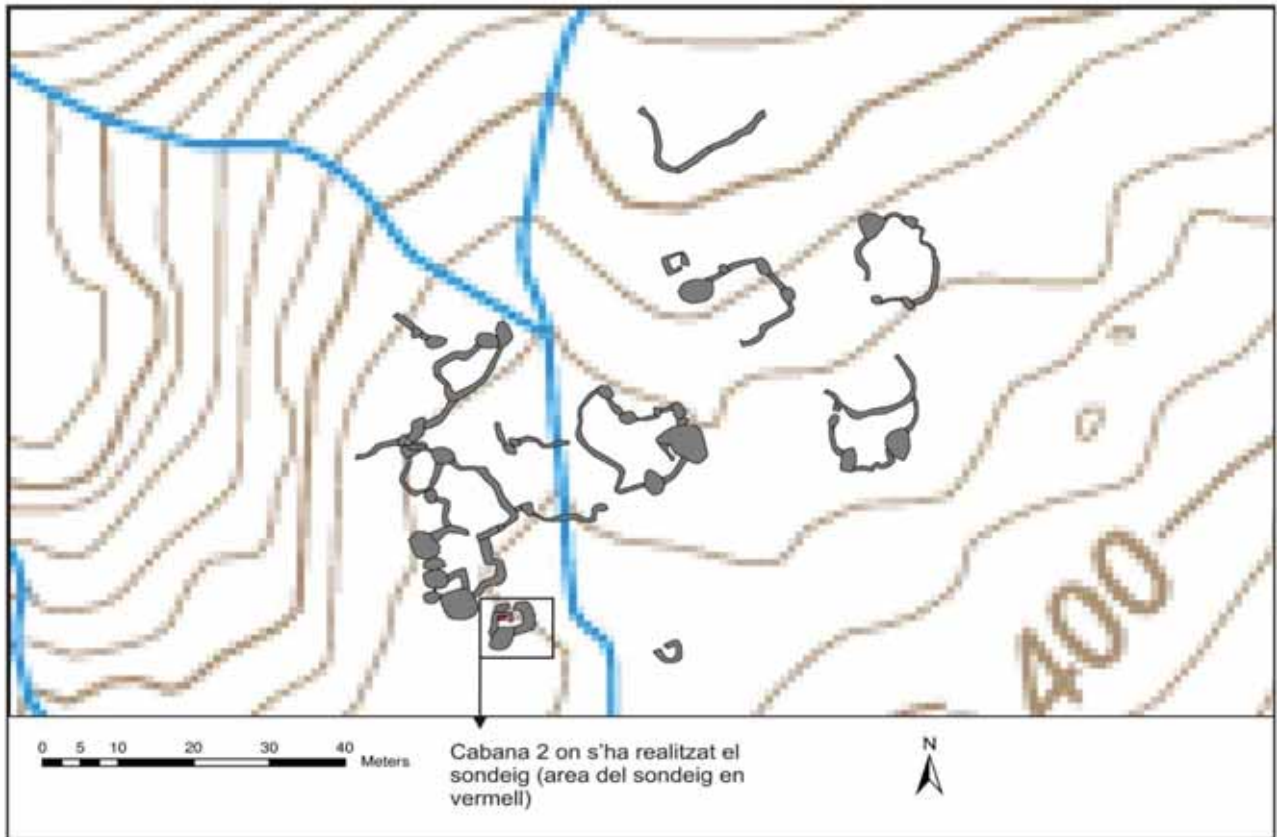 400
0 5 10 20 30 40 Meters
Cabana 2 on s'ha realitzat el
sondeig (area del sondeig en
vermell)
N